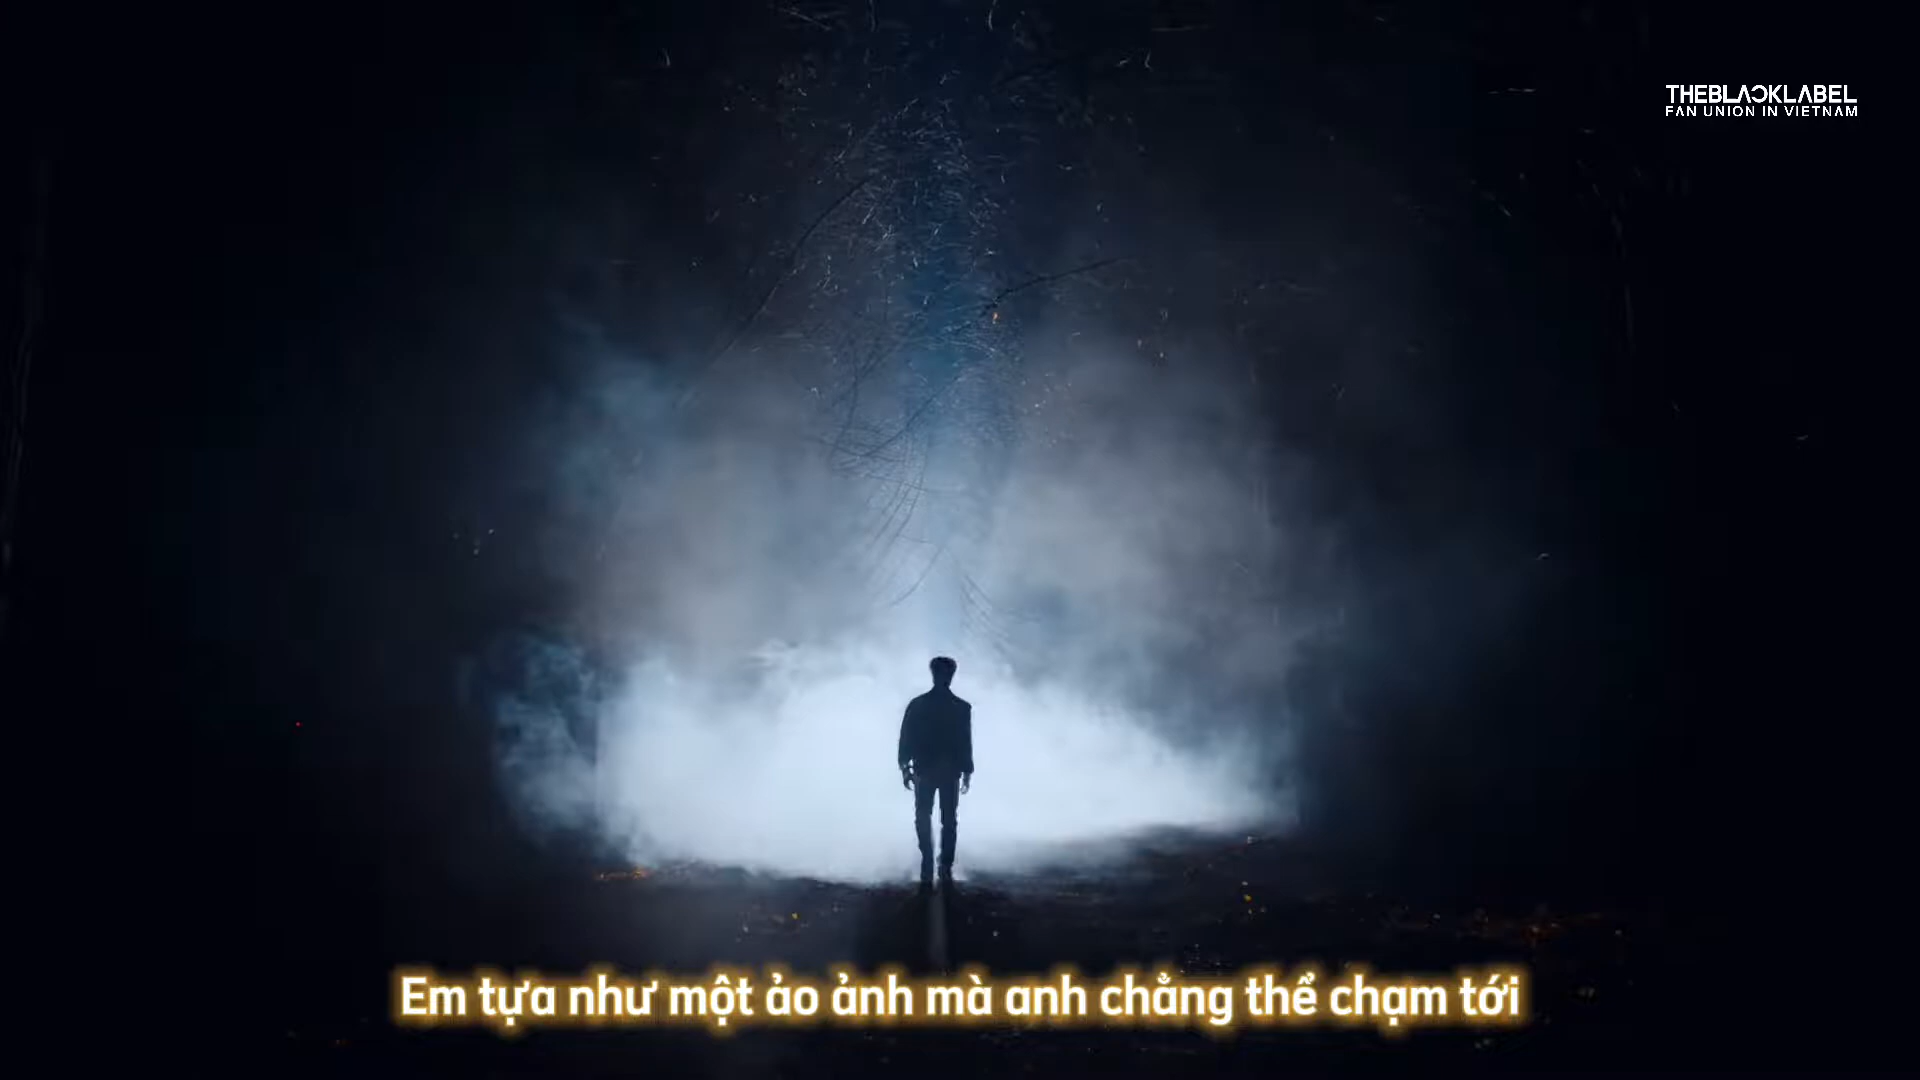 THEBLACKLABEL
FAN UNION IN VIETNAM
Em tựa như một ảo ảnh mà anh chẳng thể chạm tới